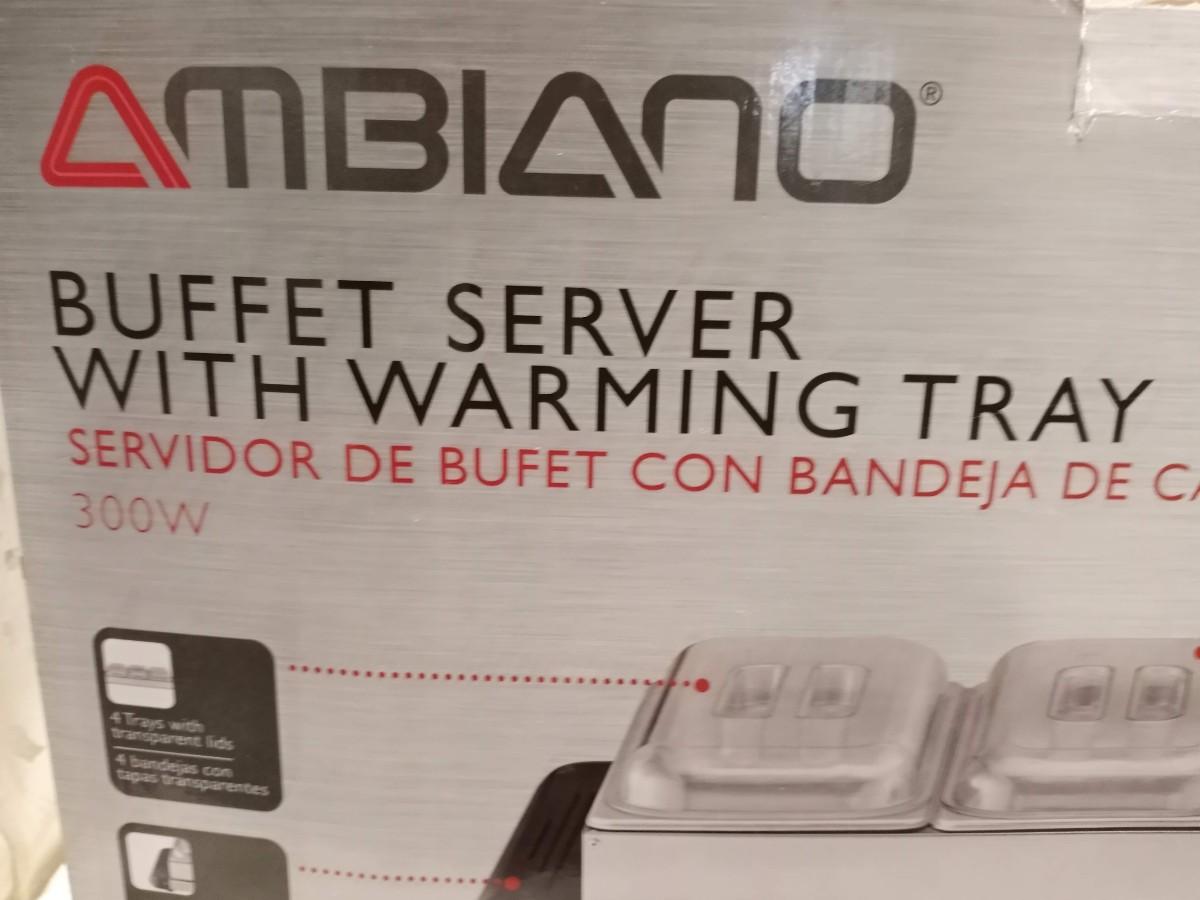 AMBIANO®
BUFFET SERVER
WITH WARMING TRAY
SERVIDOR DE BUFET CON BANDEJA DE CA
300W
4 Trays with
transparent lids
4 bandejas con
tapas transparentes